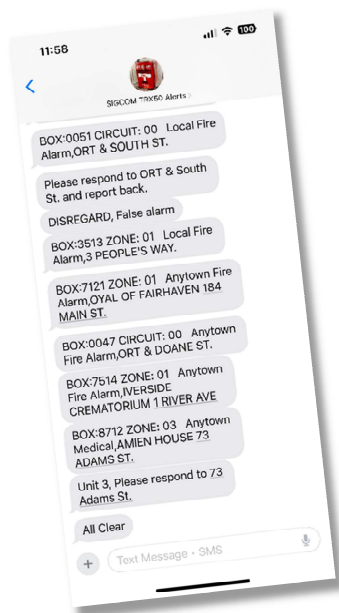 11:58
100
SIGCOM TRX50 Alerts
BOX:0051 CIRCUIT: 00 Local Fire
Alarm,ORT & SOUTH ST.
Please respond to ORT & South
St. and report back.
DISREGARD, False alarm
BOX:3513 ZONE: 01 Local Fire
Alarm,3 PEOPLE'S WAY.
BOX:7121 ZONE: 01 Anytown Fire
Alarm,OYAL OF FAIRHAVEN 184
MAIN ST.
BOX:0047 CIRCUIT: 00 Anytown
Fire Alarm,ORT & DOANE ST.
BOX:7514 ZONE: 01 Anytown
Fire Alarm,IVERSIDE
CREMATORIUM 1 RIVER AVE
BOX:8712 ZONE: 03 Anytown
Medical,AMIEN HOUSE 73
ADAMS ST.
Unit 3, Please respond to 73
Adams St.
All Clear
Text Message • SMS